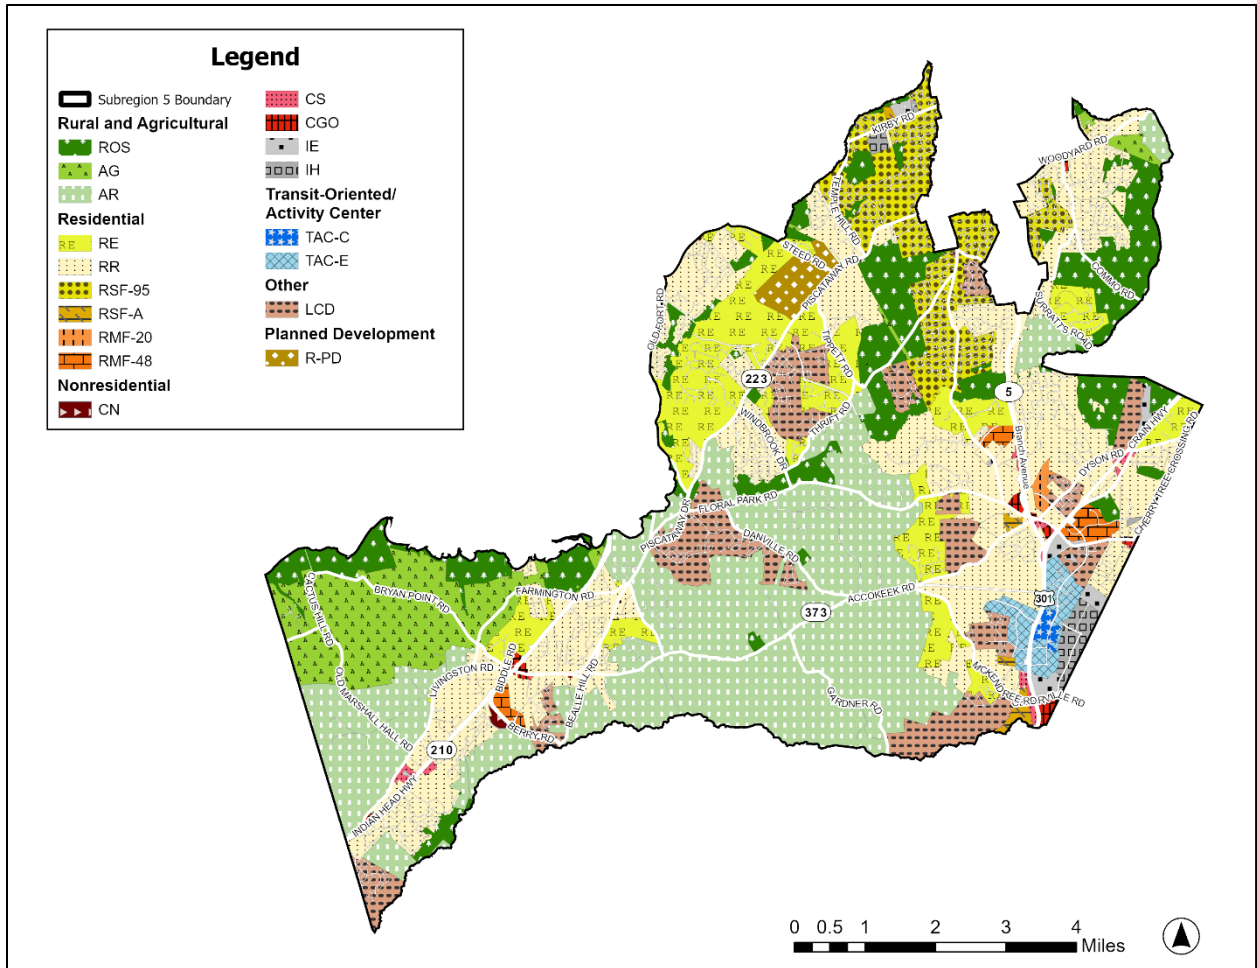 Legend
Subregion 5 Boundary
Rural and Agricultural
ROS
AG
AR
Residential
RE
RE
RR
RSF-95
RSF-A
RMF-20
RMF-48
Nonresidential
CN
CS
CGO
IE
IH
Transit-Oriented/
Activity Center
TAC-C
TAC-E
Other
LCD
Planned Development
R-PD
KIRBY RD
WOODYARD RD
TEMPLE HILL RD
STEED RD
PISCATAWAY RD
COMMO RD
OLD FORT RD
SURRATTS ROAD
TIPPETT RD
223
5
WINDBROOK DR
THRIFT RD
Branch Avenue
CRAIN HWY
DYSON RD
CHERRY TREE CROSSING RD
FLORAL PARK RD
PISCATAWAY DR
DANVILLE RD
ACCOKEEK RD
373
301
CACTUS HILL RD
BRYAN POINT RD
FARMINGTON RD
LIVINGSTON RD
BIDDLE RD
BEALLE HILL RD
OLD MARSHALL HALL RD
BERRY RD
GARDNER RD
MCKENDREE RD
210
INDIAN HEAD HWY
0 0.5 1 2 3 4
Miles